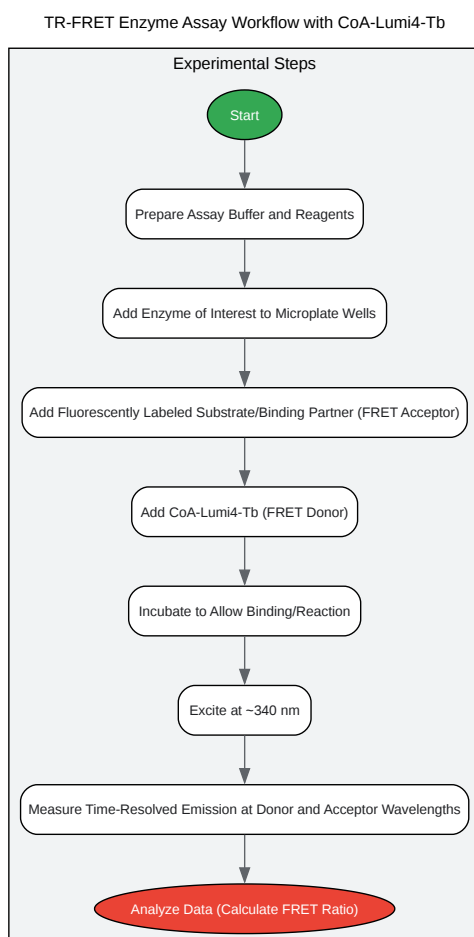 TR-FRET Enzyme Assay Workflow with CoA-Lumi4-Tb
Experimental Steps
Start
Prepare Assay Buffer and Reagents
Add Enzyme of Interest to Microplate Wells
Add Fluorescently Labeled Substrate/Binding Partner (FRET Acceptor)
Add CoA-Lumi4-Tb (FRET Donor)
Incubate to Allow Binding/Reaction
Excite at ~340 nm
Measure Time-Resolved Emission at Donor and Acceptor Wavelengths
Analyze Data (Calculate FRET Ratio)